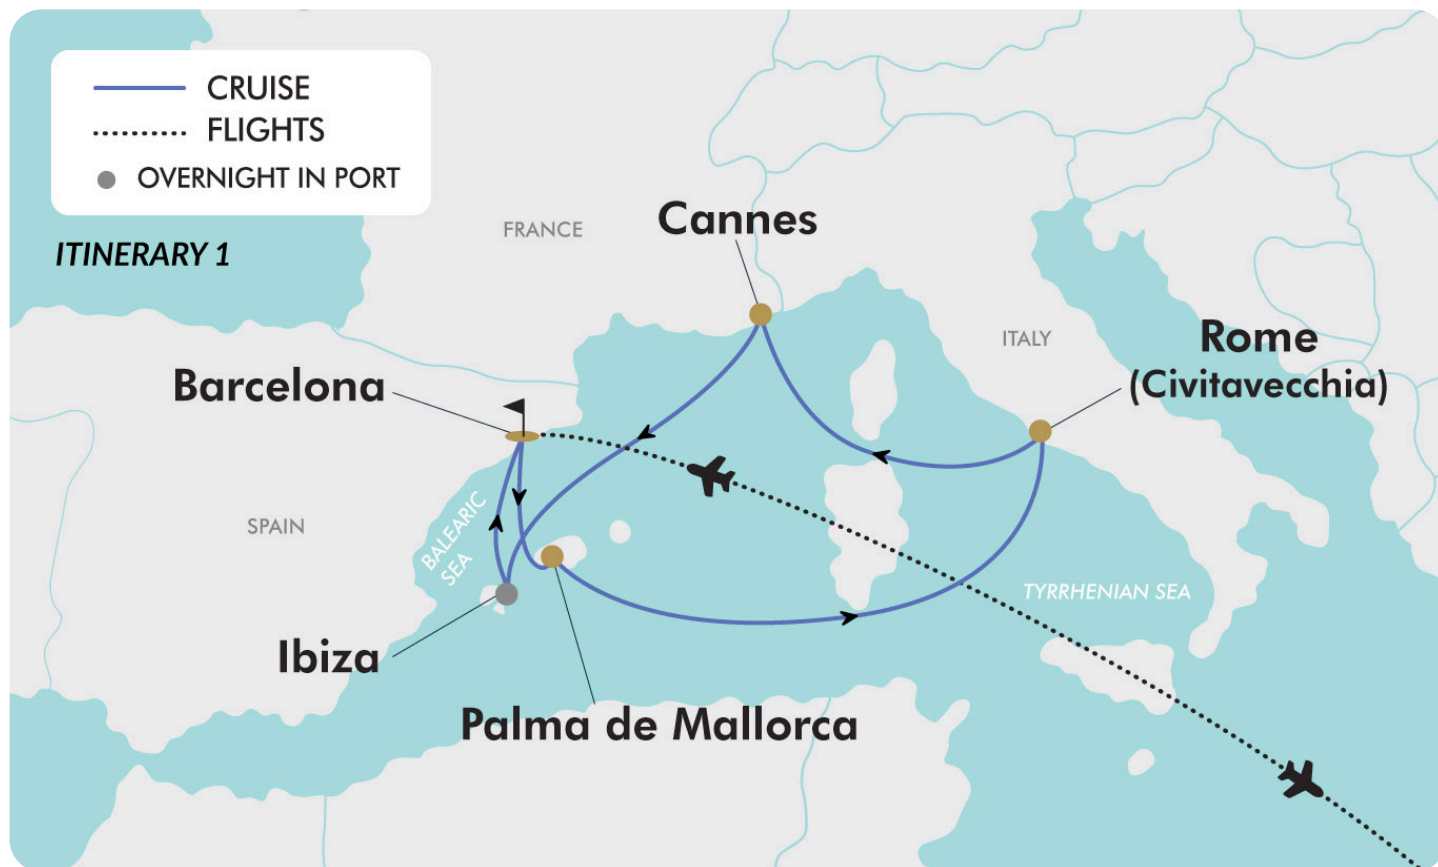 CRUISE
FLIGHTS
OVERNIGHT IN PORT
ITINERARY 1
FRANCE
Cannes
ITALY
Rome
(Civitavecchia)
Barcelona
SPAIN
BALEARIC
SEA
TYRRHENIAN SEA
Ibiza
Palma de Mallorca